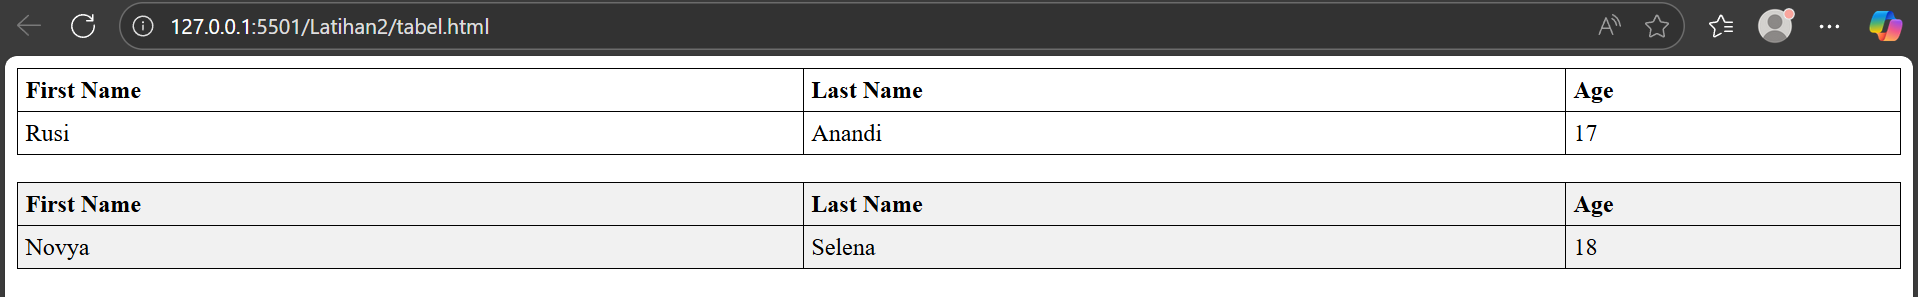 127.0.0.1:5501/Latihan2/tabel.html
First Name Last Name Age
Rusi Anandi 17
First Name Last Name Age
Novya Selena 18